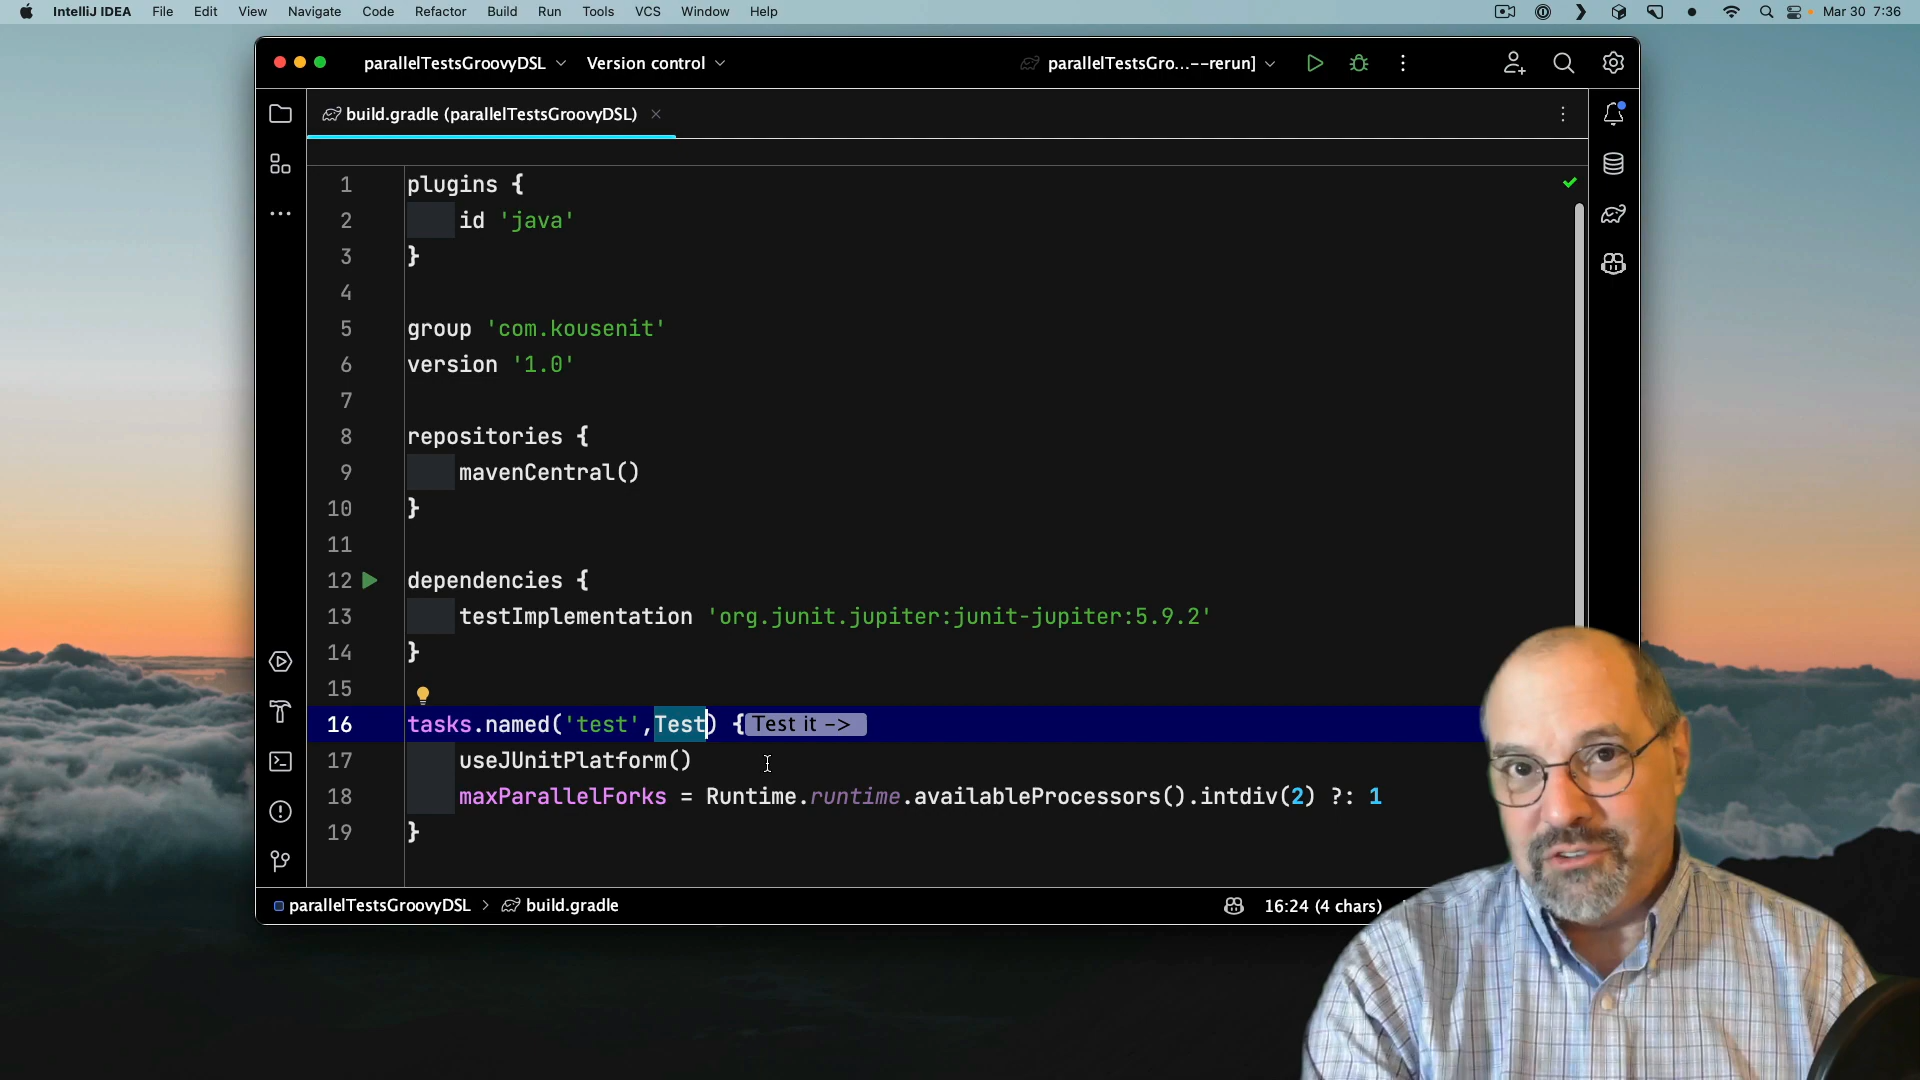 IntelliJ IDEA File Edit View Navigate Code Refactor Build Run Tools VCS Window Help Mar 30 7:36
parallelTestsGroovyDSL Version control parallelTestsGro...--rerun]
build.gradle (parallelTestsGroovyDSL)
1 plugins {
2 id 'java'
3 }
4
5 group 'com.kousenit'
6 version '1.0'
7
8 repositories {
9 mavenCentral()
10 }
11
12 dependencies {
13 testImplementation 'org.junit.jupiter:junit-jupiter:5.9.2'
14 }
15
16 tasks.named('test',Test) { Test it ->
17 useJUnitPlatform()
18 maxParallelForks = Runtime.runtime.availableProcessors().intdiv(2) ?: 1
19 }
parallelTestsGroovyDSL > build.gradle 16:24 (4 chars)